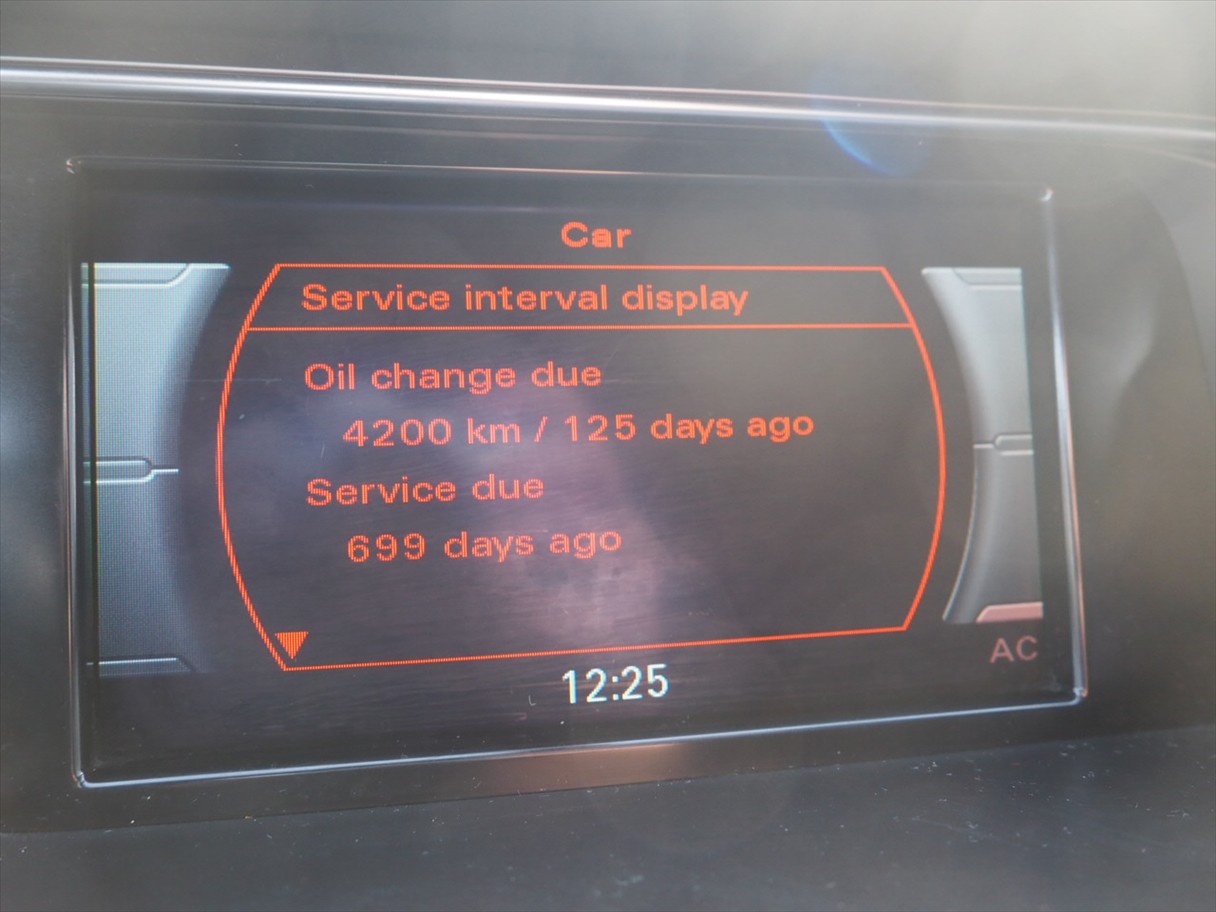 Car
Service interval display
Oil change due
4200 km / 125 days ago
Service due
699 days ago
12:25
AC